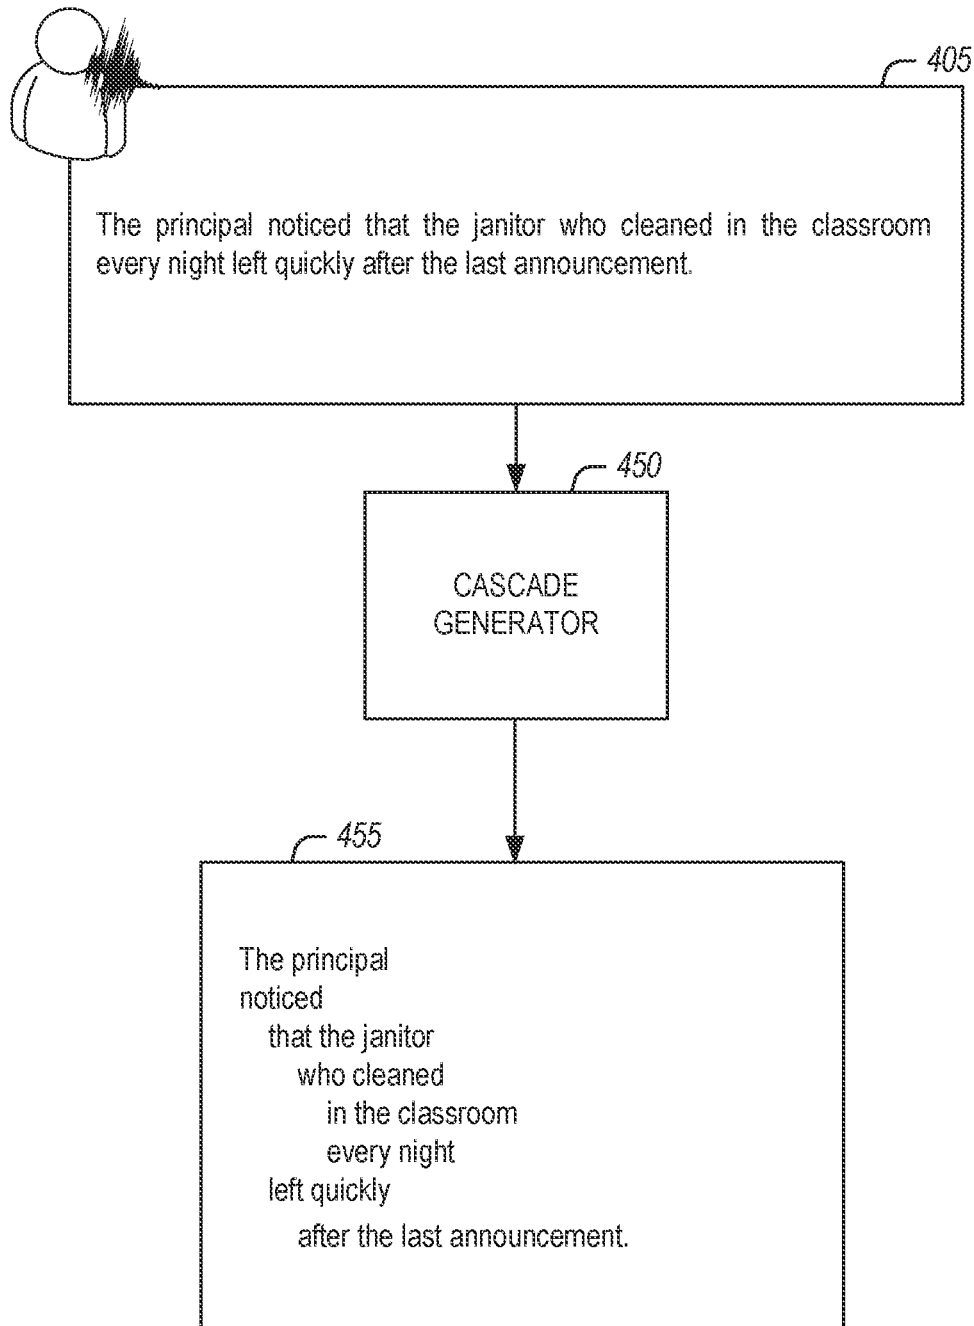 405
The principal noticed that the janitor who cleaned in the classroom
every night left quickly after the last announcement.
450
CASCADE
GENERATOR
455
The principal
noticed
that the janitor
who cleaned
in the classroom
every night
left quickly
after the last announcement.